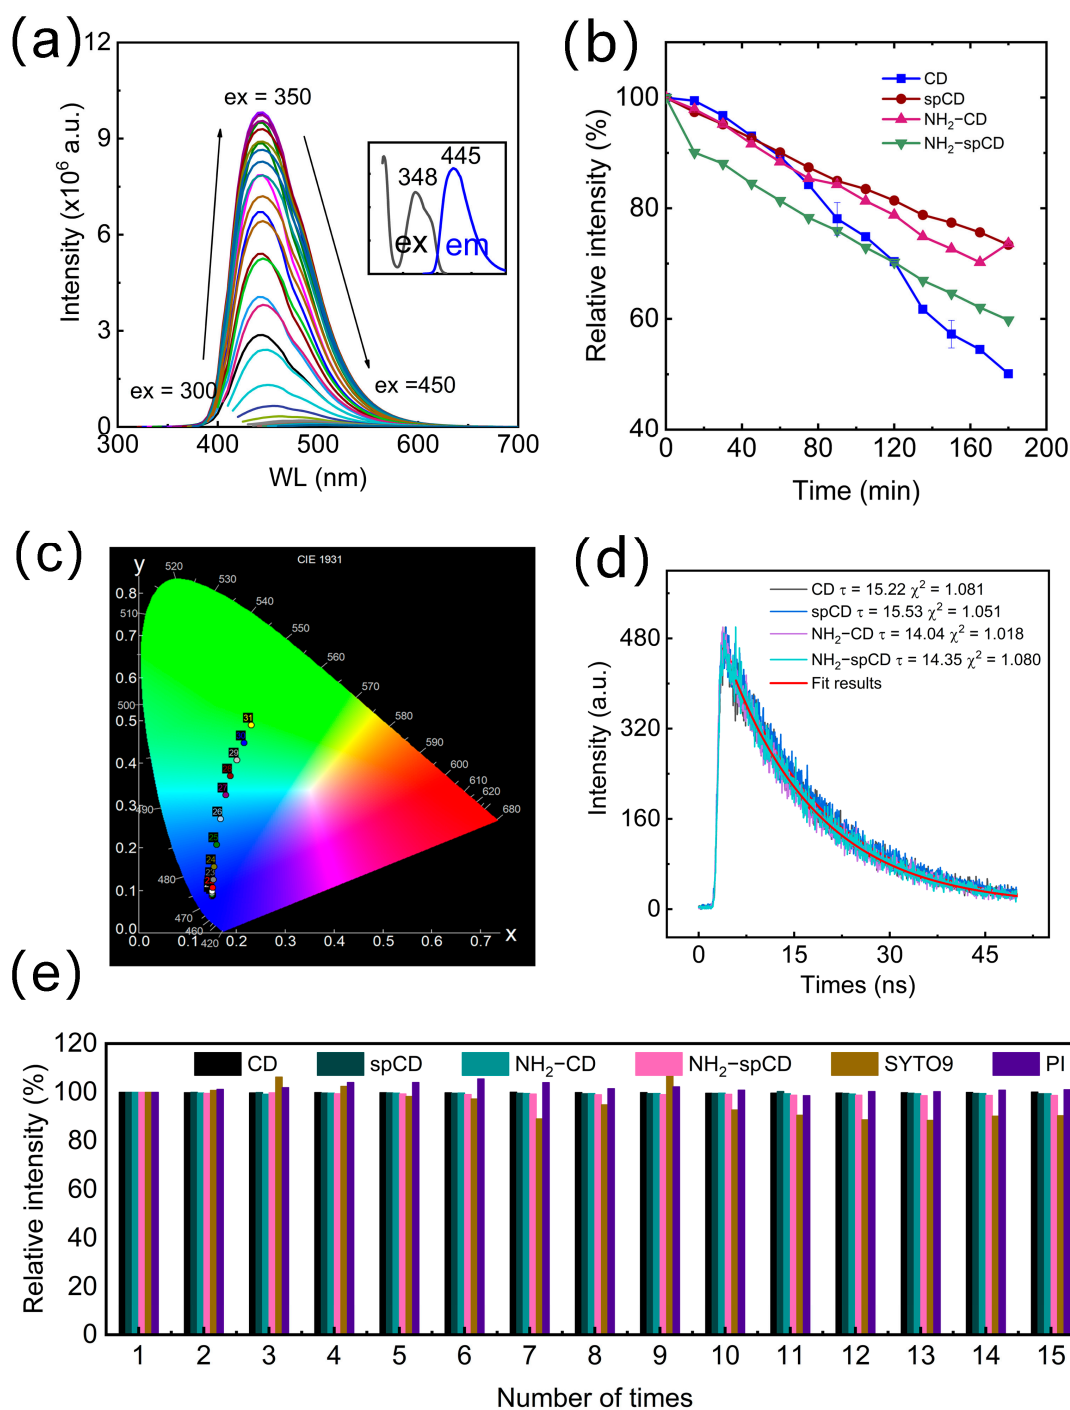 (a)
12
9
6
3
0
Intensity (x10⁶ a.u.)
ex = 350
ex = 300
ex =450
348
445
ex
em
300
400
500
600
700
WL (nm)
(b)
100
80
60
40
Relative intensity (%)
CD
spCD
NH₂−CD
NH₂−spCD
0
40
80
120
160
200
Time (min)
(c)
CIE 1931
y
0.8
0.7
0.6
0.5
0.4
0.3
0.2
0.1
0.0
520
530
540
550
560
570
580
590
600
610
620
680
510
500
490
480
470
460
420
31
29
26
25
24
0.0
0.1
0.2
0.3
0.4
0.5
0.6
0.7
x
(d)
480
320
160
0
Intensity (a.u.)
CD τ = 15.22 χ² = 1.081
spCD τ = 15.53 χ² = 1.051
NH₂−CD τ = 14.04 χ² = 1.018
NH₂−spCD τ = 14.35 χ² = 1.080
Fit results
0
15
30
45
Times (ns)
(e)
120
100
80
60
40
20
0
Relative intensity (%)
CD
spCD
NH₂−CD
NH₂−spCD
SYTO9
PI
1
2
3
4
5
6
7
8
9
10
11
12
13
14
15
Number of times